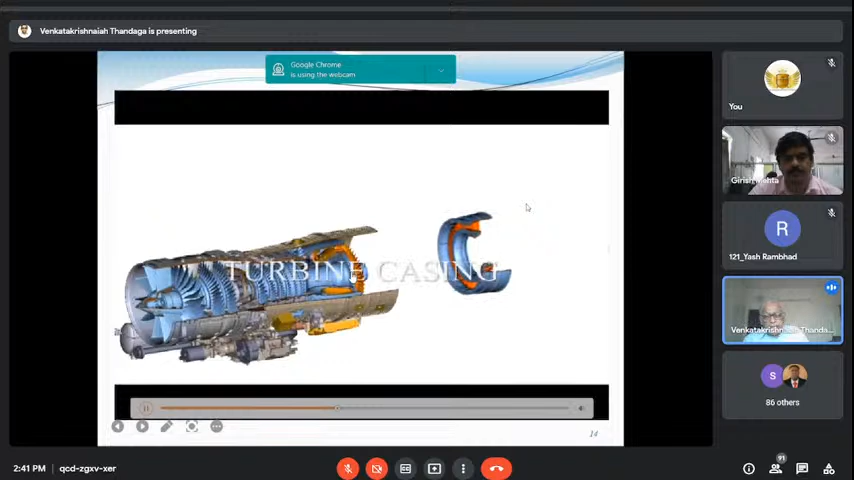 Venkatakrishnaiah Thandaga is presenting
Google Chrome
is using the webcam
TURBINE CASING
14
You
Girish Mehta
R
121_Yash Rambhad
Venkatakrishnaiah Thanda...
S
86 others
2:41 PM
qcd-zgxv-xer
91